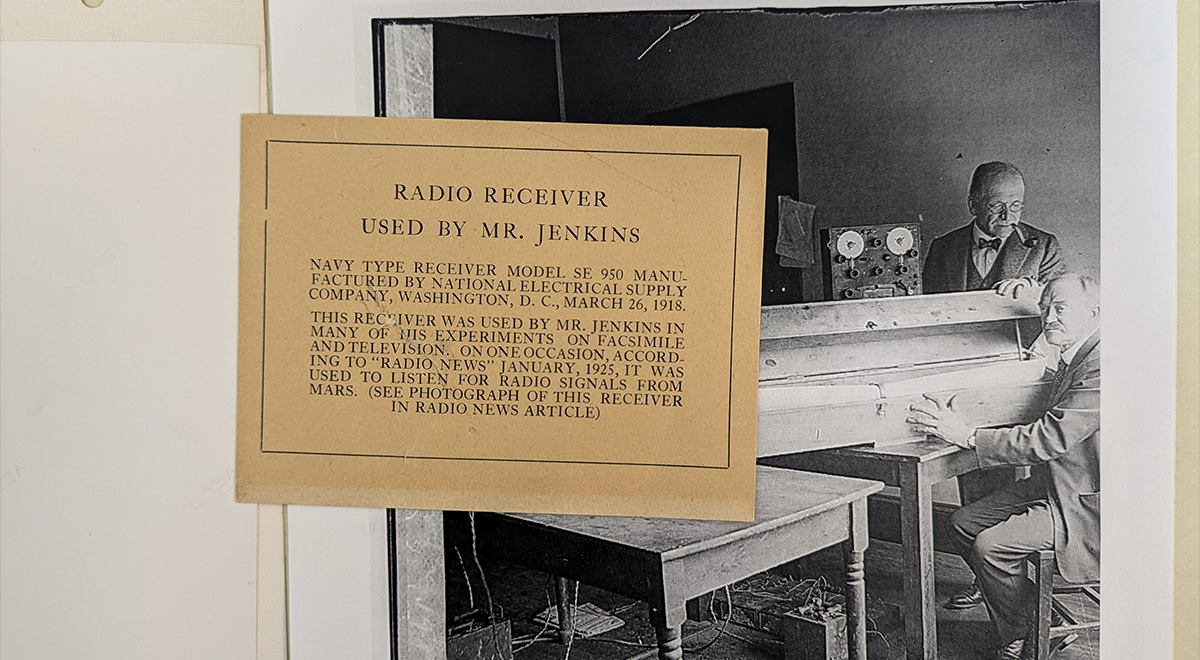 RADIO RECEIVER
USED BY MR. JENKINS
NAVY TYPE RECEIVER MODEL SE 950 MANU-
FACTURED BY NATIONAL ELECTRICAL SUPPLY
COMPANY, WASHINGTON, D. C., MARCH 26, 1918.
THIS RECEIVER WAS USED BY MR. JENKINS IN
MANY OF HIS EXPERIMENTS ON FACSIMILE
AND TELEVISION. ON ONE OCCASION, ACCORD-
ING TO "RADIO NEWS" JANUARY, 1925, IT WAS
USED TO LISTEN FOR RADIO SIGNALS FROM
MARS. (SEE PHOTOGRAPH OF THIS RECEIVER
IN RADIO NEWS ARTICLE)